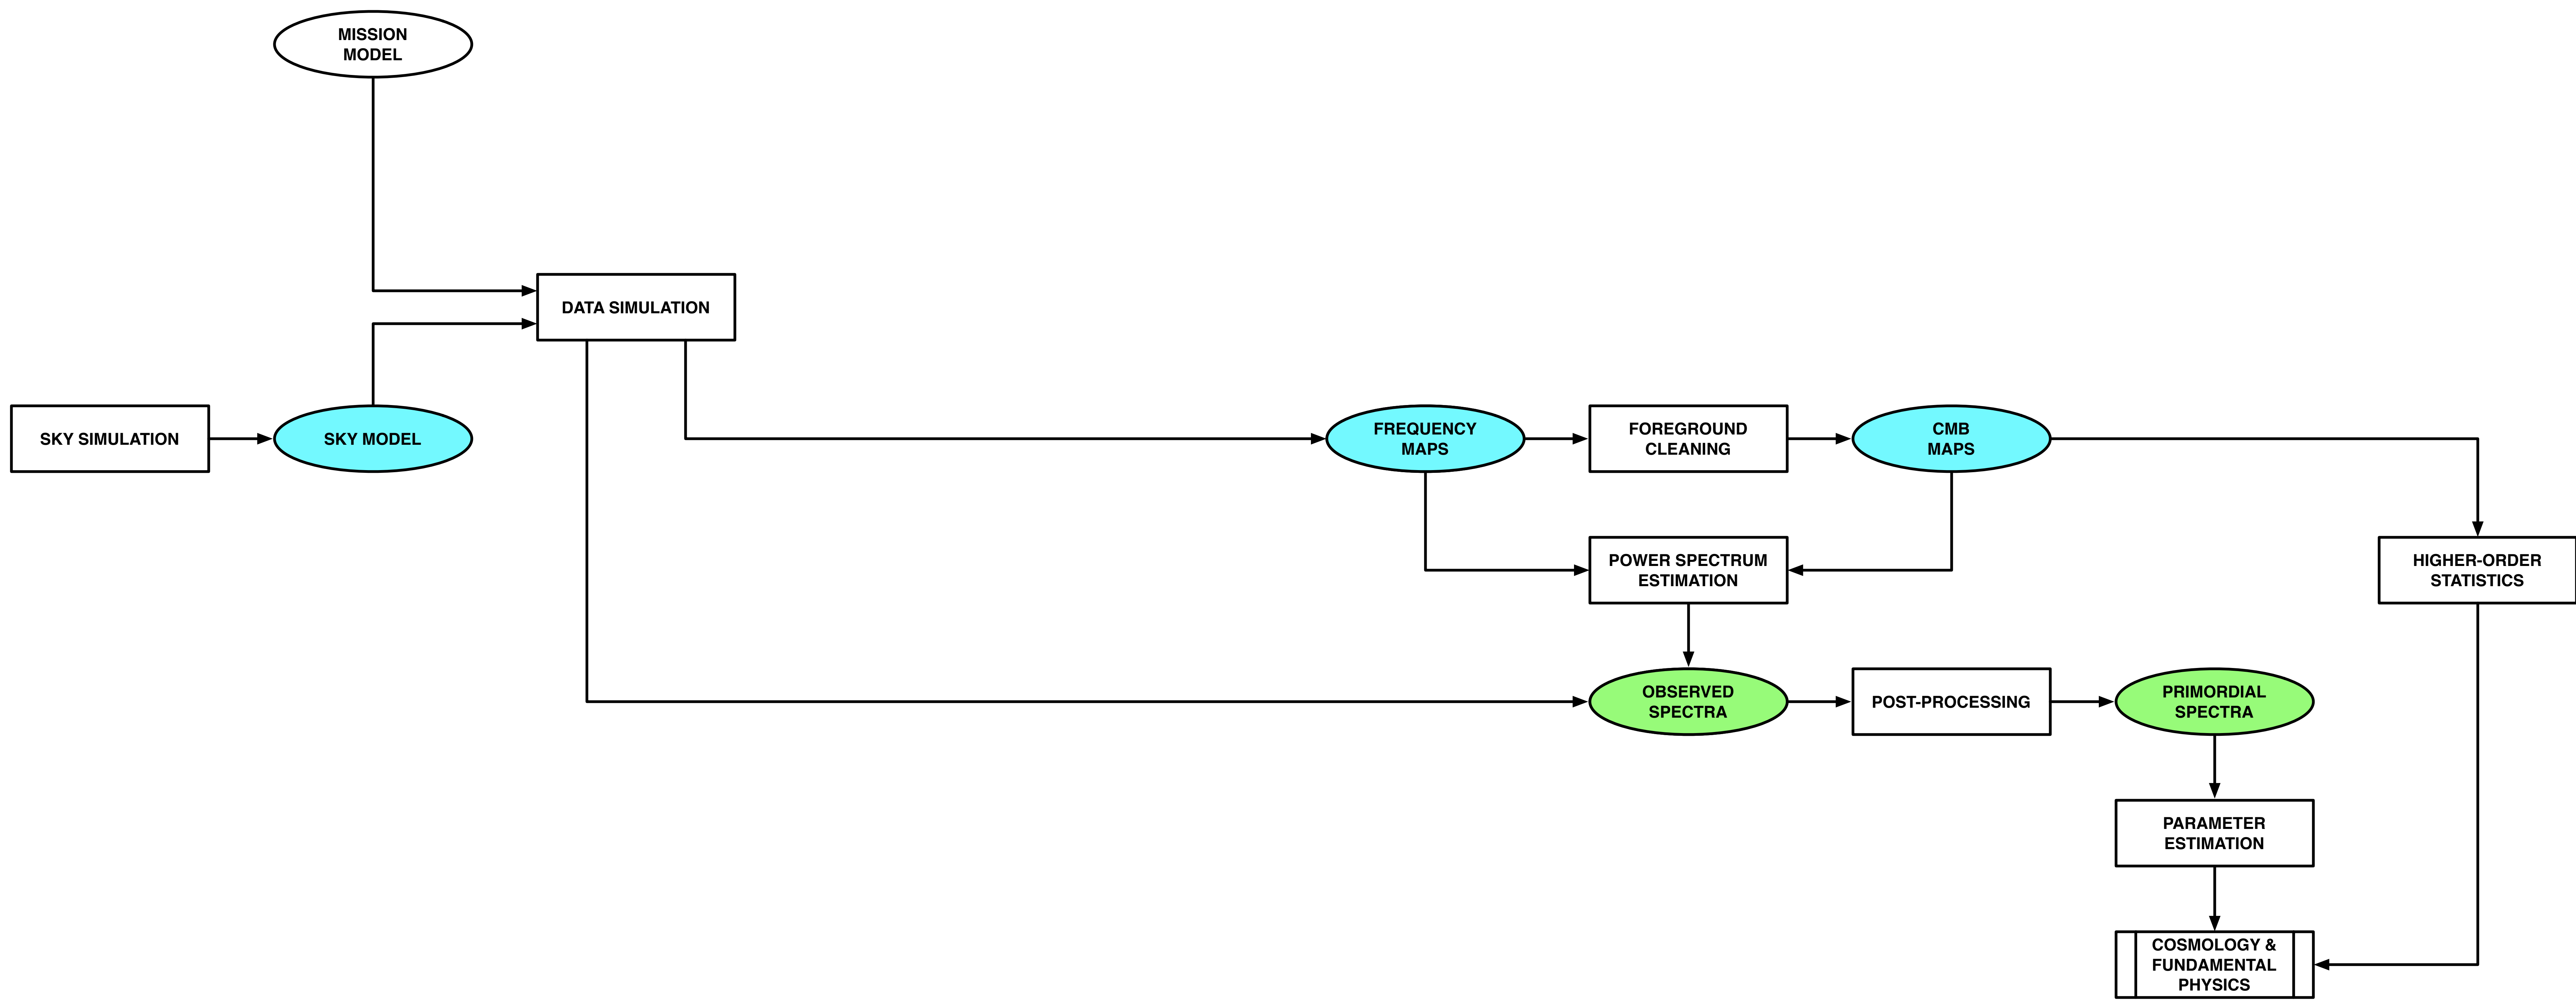 MISSION
MODEL
DATA SIMULATION
SKY SIMULATION
SKY MODEL
FREQUENCY
MAPS
FOREGROUND
CLEANING
CMB
MAPS
POWER SPECTRUM
ESTIMATION
HIGHER-ORDER
STATISTICS
OBSERVED
SPECTRA
POST-PROCESSING
PRIMORDIAL
SPECTRA
PARAMETER
ESTIMATION
COSMOLOGY &
FUNDAMENTAL
PHYSICS